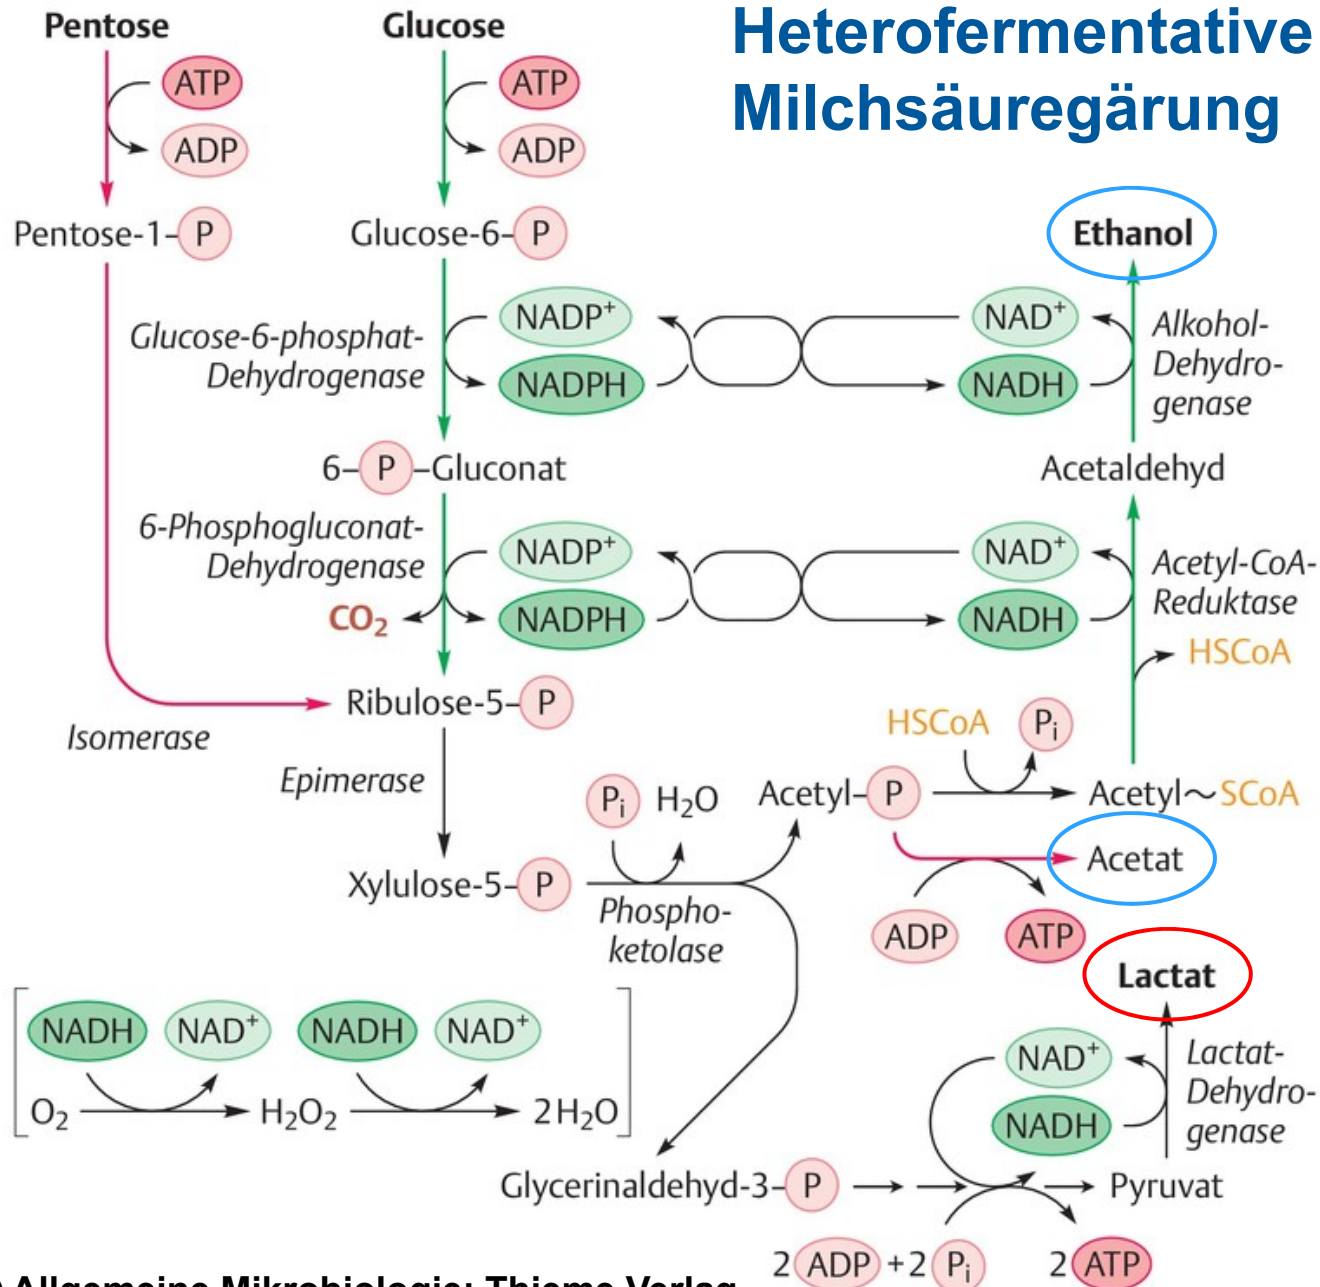 Heterofermentative
Milchsäuregärung
Pentose
Glucose
ATP
ATP
ADP
ADP
Pentose-1-P
Glucose-6-P
Ethanol
Glucose-6-phosphat-
Dehydrogenase
NADP⁺
NADPH
NAD⁺
NADH
Alkohol-
Dehydro-
genase
6-P-Gluconat
Acetaldehyd
6-Phosphogluconat-
Dehydrogenase
CO₂
NADP⁺
NADPH
NAD⁺
NADH
Acetyl-CoA-
Reduktase
HSCoA
Ribulose-5-P
Isomerase
HSCoA
Pᵢ
Epimerase
Pᵢ
H₂O
Acetyl-P
Acetyl~SCoA
Acetat
Xylulose-5-P
Phospho-
ketolase
ADP
ATP
Lactat
NADH
NAD⁺
NADH
NAD⁺
O₂
H₂O₂
2H₂O
NAD⁺
NADH
Lactat-
Dehydro-
genase
Glycerinaldehyd-3-P
Pyruvat
2 ADP + 2 Pᵢ
2 ATP
Allgemeine Mikrobiologie; Thieme Verlag